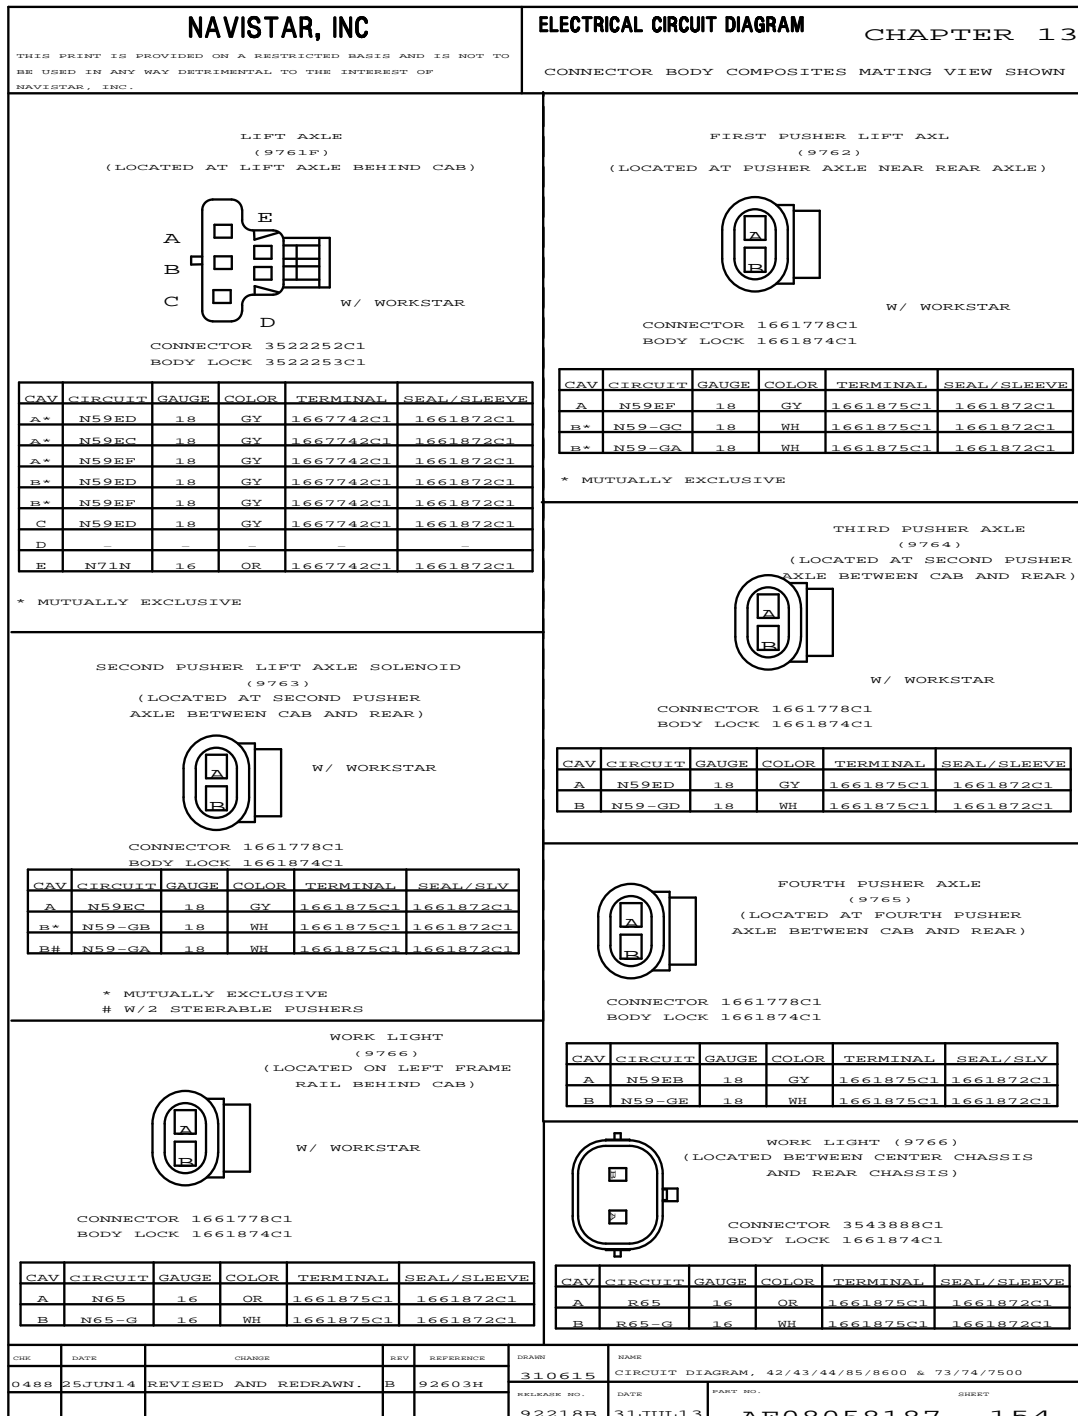 NAVISTAR, INC
THIS PRINT IS PROVIDED ON A RESTRICTED BASIS AND IS NOT TO
BE USED IN ANY WAY DETRIMENTAL TO THE INTEREST OF
NAVISTAR, INC.
ELECTRICAL CIRCUIT DIAGRAM
CHAPTER 13
CONNECTOR BODY COMPOSITES MATING VIEW SHOWN
LIFT AXLE
(9761F)
(LOCATED AT LIFT AXLE BEHIND CAB)
E
A
B
C
D
W/ WORKSTAR
CONNECTOR 3522252C1
BODY LOCK 3522253C1
CAV CIRCUIT GAUGE COLOR TERMINAL SEAL/SLEEVE
A* N59ED 18 GY 1667742C1 1661872C1
A* N59EC 18 GY 1667742C1 1661872C1
A* N59EF 18 GY 1667742C1 1661872C1
B* N59ED 18 GY 1667742C1 1661872C1
B* N59EF 18 GY 1667742C1 1661872C1
C N59ED 18 GY 1667742C1 1661872C1
D – – – – –
E N71N 16 OR 1667742C1 1661872C1
* MUTUALLY EXCLUSIVE
FIRST PUSHER LIFT AXL
(9762)
(LOCATED AT PUSHER AXLE NEAR REAR AXLE)
A
B
W/ WORKSTAR
CONNECTOR 1661778C1
BODY LOCK 1661874C1
CAV CIRCUIT GAUGE COLOR TERMINAL SEAL/SLEEVE
A N59EF 18 GY 1661875C1 1661872C1
B* N59-GC 18 WH 1661875C1 1661872C1
B* N59-GA 18 WH 1661875C1 1661872C1
* MUTUALLY EXCLUSIVE
THIRD PUSHER AXLE
(9764)
(LOCATED AT SECOND PUSHER
AXLE BETWEEN CAB AND REAR)
A
B
W/ WORKSTAR
CONNECTOR 1661778C1
BODY LOCK 1661874C1
CAV CIRCUIT GAUGE COLOR TERMINAL SEAL/SLEEVE
A N59ED 18 GY 1661875C1 1661872C1
B N59-GD 18 WH 1661875C1 1661872C1
SECOND PUSHER LIFT AXLE SOLENOID
(9763)
(LOCATED AT SECOND PUSHER
AXLE BETWEEN CAB AND REAR)
A
B
W/ WORKSTAR
CONNECTOR 1661778C1
BODY LOCK 1661874C1
CAV CIRCUIT GAUGE COLOR TERMINAL SEAL/SLV
A N59EC 18 GY 1661875C1 1661872C1
B* N59-GB 18 WH 1661875C1 1661872C1
B# N59-GA 18 WH 1661875C1 1661872C1
* MUTUALLY EXCLUSIVE
# W/2 STEERABLE PUSHERS
FOURTH PUSHER AXLE
(9765)
(LOCATED AT FOURTH PUSHER
AXLE BETWEEN CAB AND REAR)
A
B
CONNECTOR 1661778C1
BODY LOCK 1661874C1
CAV CIRCUIT GAUGE COLOR TERMINAL SEAL/SLV
A N59EB 18 GY 1661875C1 1661872C1
B N59-GE 18 WH 1661875C1 1661872C1
WORK LIGHT
(9766)
(LOCATED ON LEFT FRAME
RAIL BEHIND CAB)
A
B
W/ WORKSTAR
CONNECTOR 1661778C1
BODY LOCK 1661874C1
CAV CIRCUIT GAUGE COLOR TERMINAL SEAL/SLEEVE
A N65 16 OR 1661875C1 1661872C1
B N65-G 16 WH 1661875C1 1661872C1
WORK LIGHT (9766)
(LOCATED BETWEEN CENTER CHASSIS
AND REAR CHASSIS)
B
A
CONNECTOR 3543888C1
BODY LOCK 1661874C1
CAV CIRCUIT GAUGE COLOR TERMINAL SEAL/SLEEVE
A R65 16 OR 1661875C1 1661872C1
B R65-G 16 WH 1661875C1 1661872C1
CHK DATE CHANGE REV REFERENCE
0488 25JUN14 REVISED AND REDRAWN. B 92603H
DRAWN
310615
NAME
CIRCUIT DIAGRAM, 42/43/44/85/8600 & 73/74/7500
RELEASE NO. DATE PART NO. SHEET
92218B 31JUL13 AE08058187 154